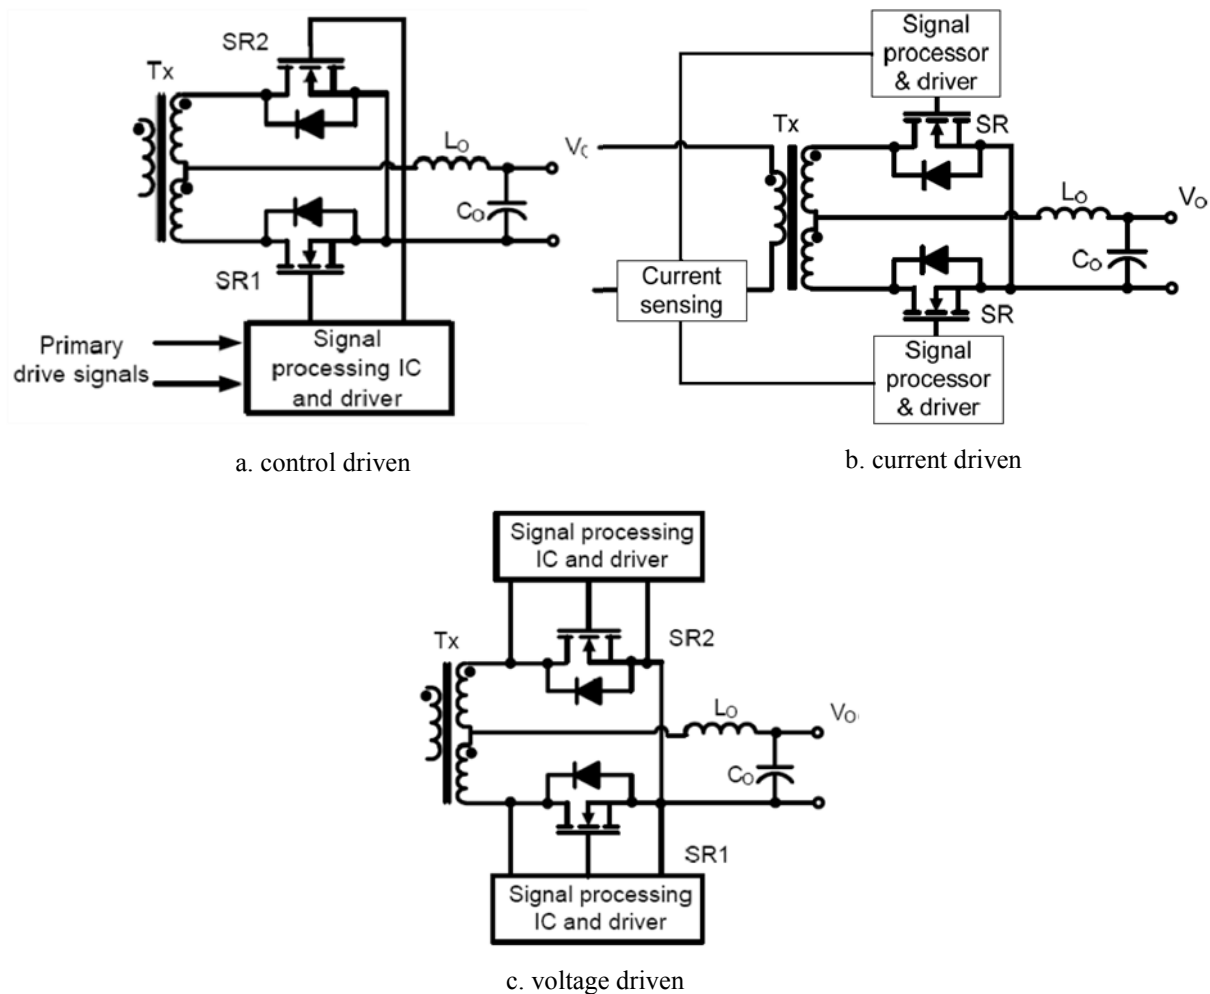 SR2
Tx
LO
VO
CO
SR1
Primary
drive signals
Signal
processing IC
and driver
a. control driven
Signal
processor
& driver
SR
Tx
LO
VO
CO
Current
sensing
SR
Signal
processor
& driver
b. current driven
Signal processing
IC and driver
SR2
Tx
LO
VO
CO
SR1
Signal processing
IC and driver
c. voltage driven